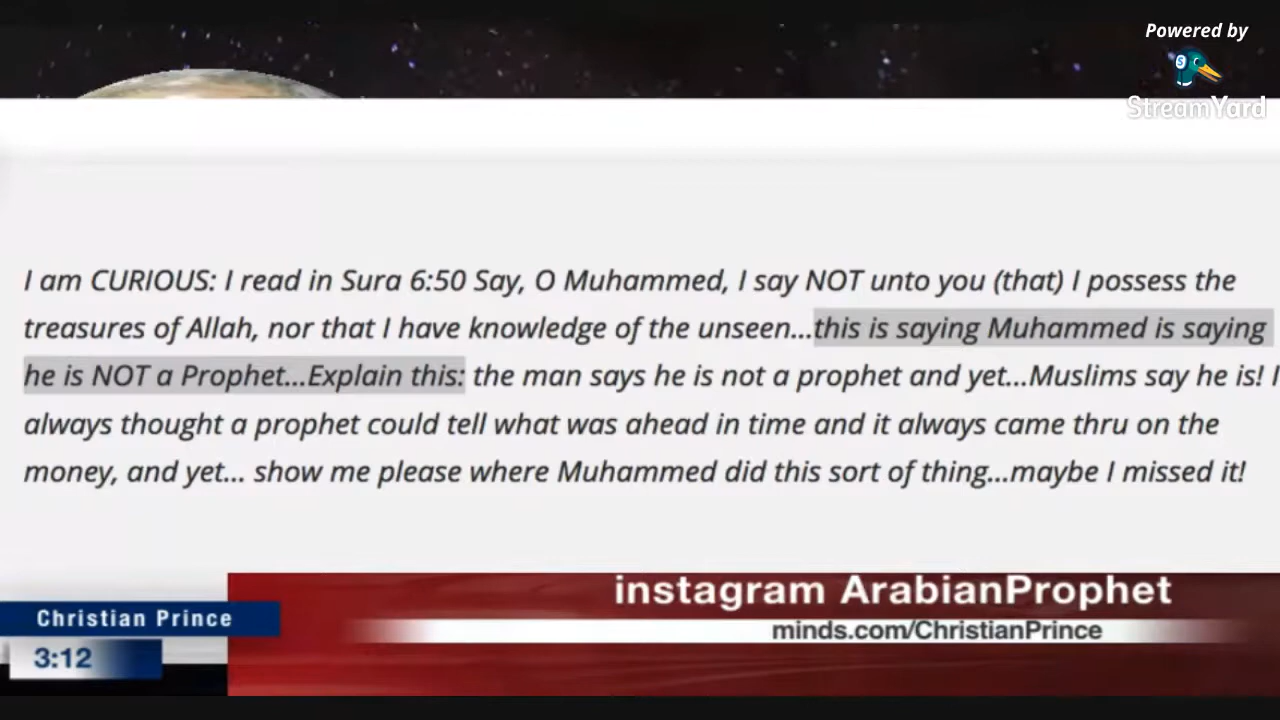 Powered by
StreamYard
I am CURIOUS: I read in Sura 6:50 Say, O Muhammed, I say NOT unto you (that) I possess the
treasures of Allah, nor that I have knowledge of the unseen...this is saying Muhammed is saying
he is NOT a Prophet...Explain this: the man says he is not a prophet and yet...Muslims say he is! I
always thought a prophet could tell what was ahead in time and it always came thru on the
money, and yet... show me please where Muhammed did this sort of thing...maybe I missed it!
instagram ArabianProphet
Christian Prince
minds.com/ChristianPrince
3:12